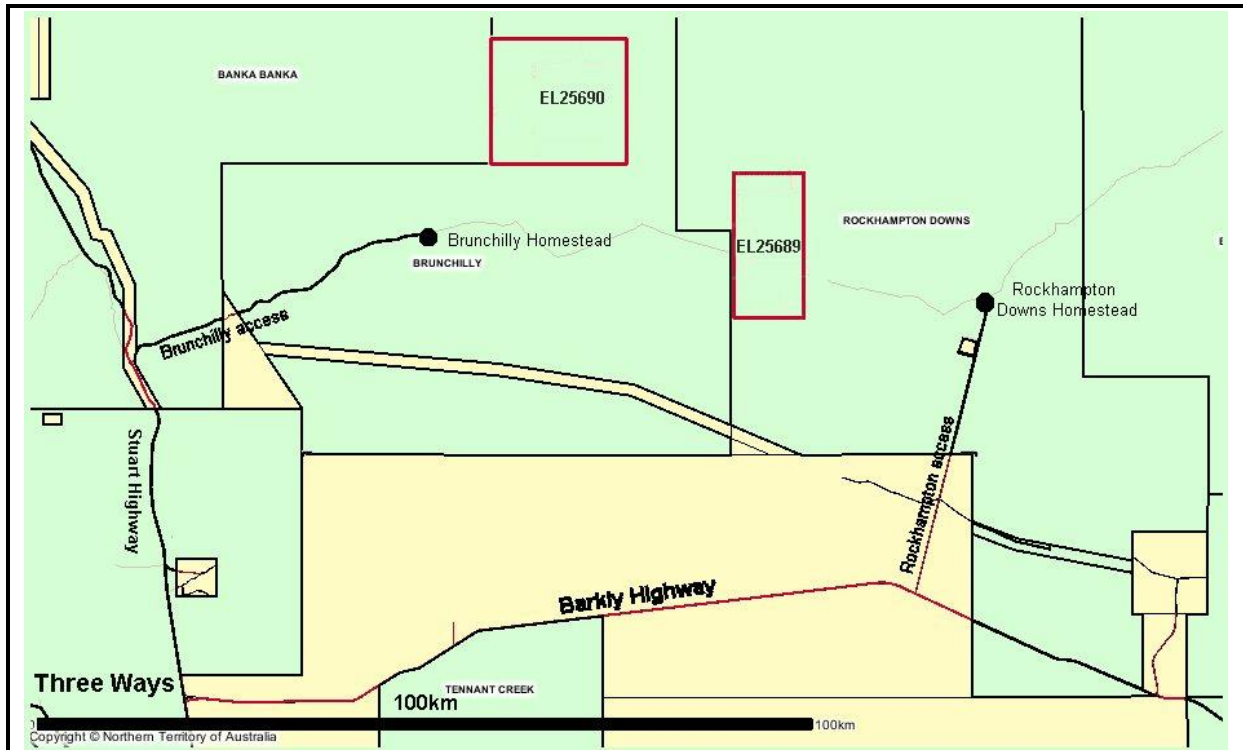 BANKA BANKA
EL25690
ROCKHAMPTON DOWNS
Brunchilly Homestead
EL25689
BRUNCHILLY
Rockhampton
Downs Homestead
Brunchilly access
Rockhampton access
Stuart Highway
Barkly Highway
Three Ways
TENNANT CREEK
100km
100km
Copyright © Northern Territory of Australia